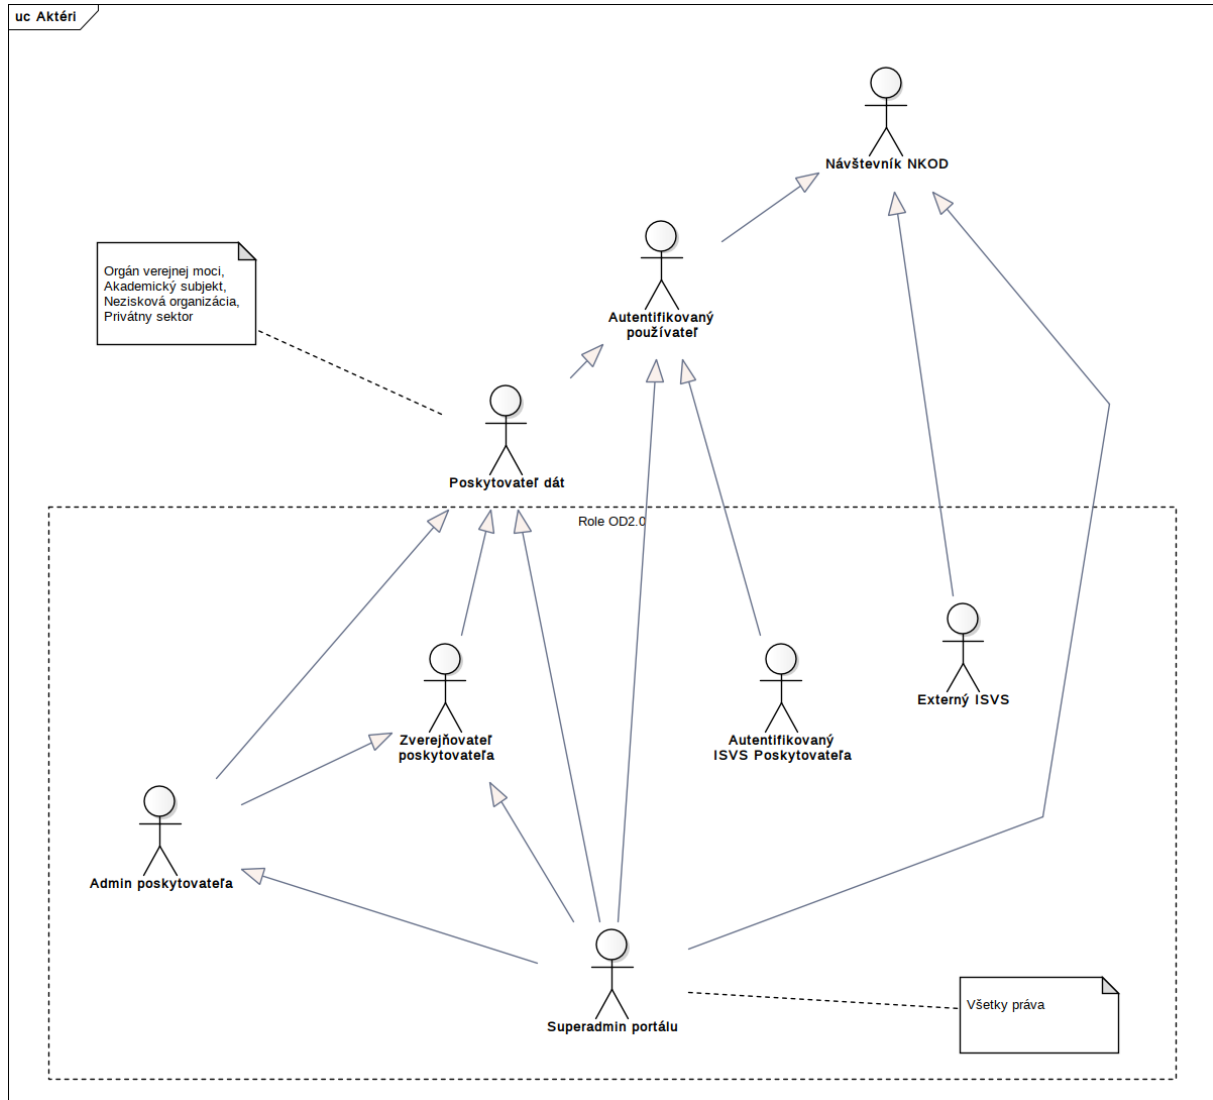 uc Aktéri
Návštevník NKOD
Orgán verejnej moci,
Akademický subjekt,
Nezisková organizácia,
Privátny sektor
Autentifikovaný
používateľ
Poskytovateľ dát
Role OD2.0
Externý ISVS
Zverejňovateľ
poskytovateľa
Autentifikovaný
ISVS Poskytovateľa
Admin poskytovateľa
Všetky práva
Superadmin portálu